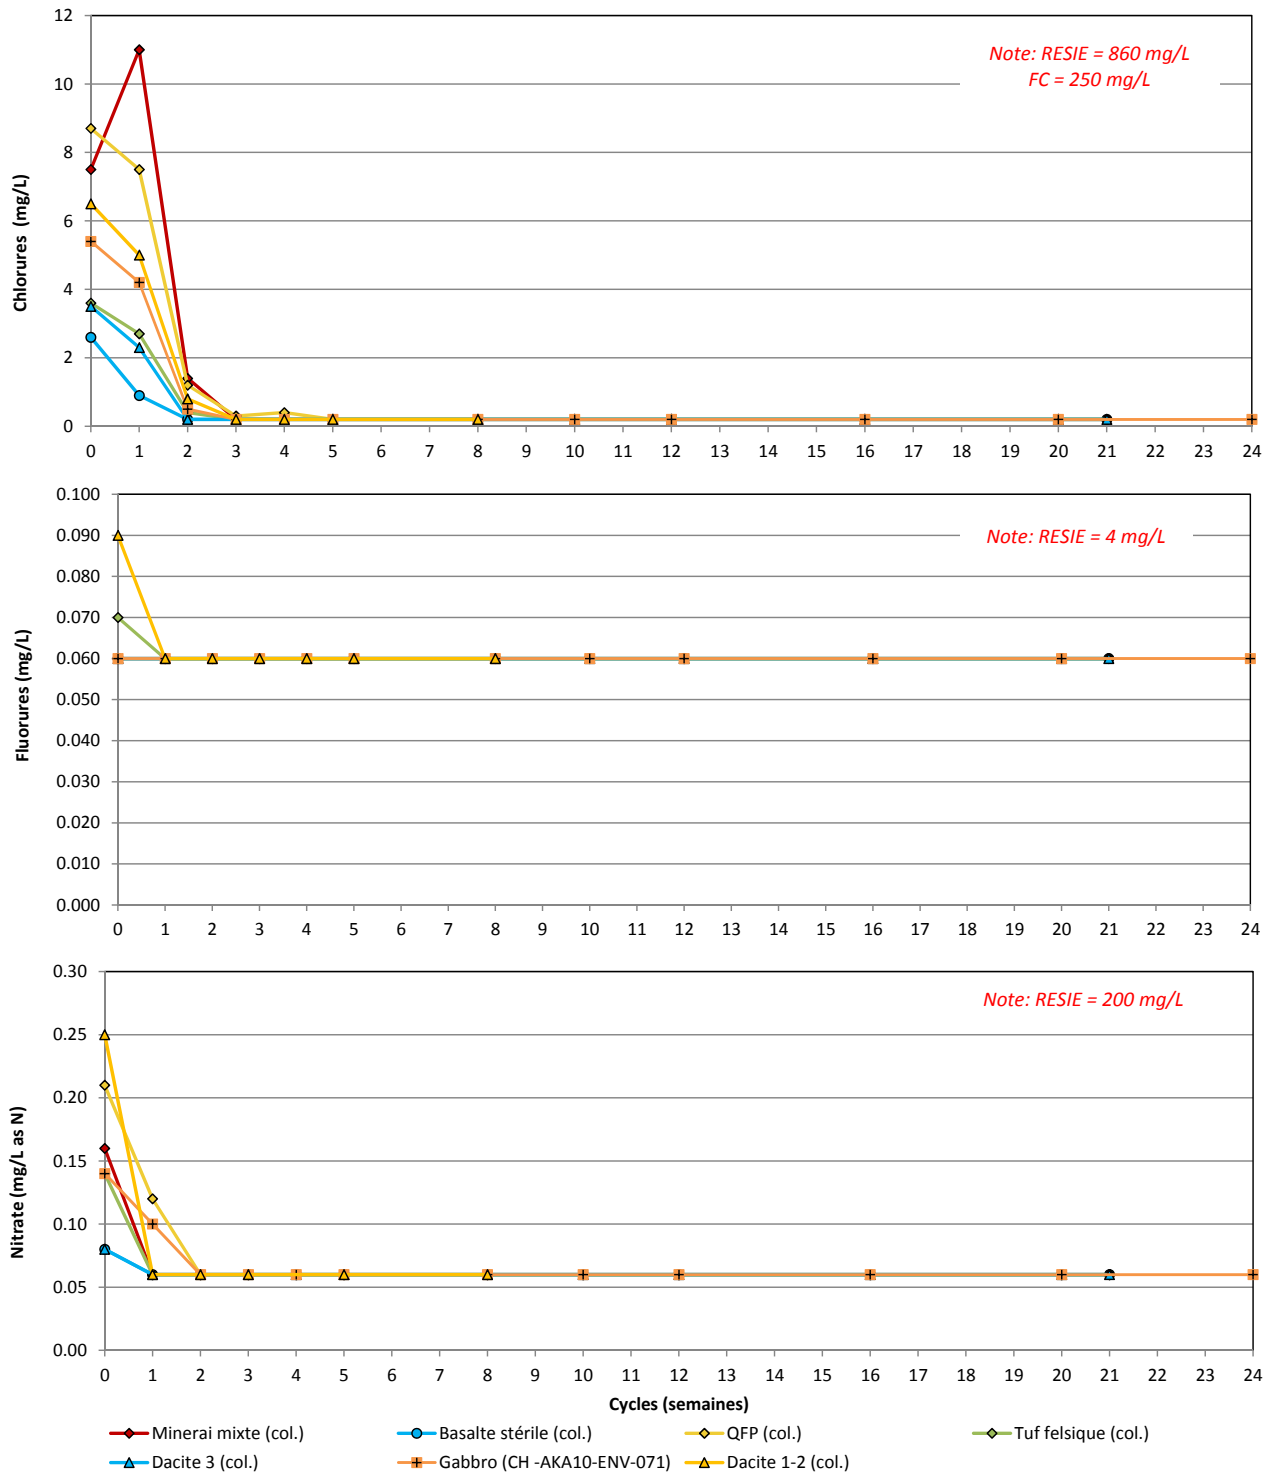 12
10
8
6
4
2
0
Chlorures (mg/L)
Note: RESIE = 860 mg/L
FC = 250 mg/L
0 1 2 3 4 5 6 7 8 9 10 11 12 13 14 15 16 17 18 19 20 21 22 23 24
0.100
0.090
0.080
0.070
0.060
0.050
0.040
0.030
0.020
0.010
0.000
Fluorures (mg/L)
Note: RESIE = 4 mg/L
0 1 2 3 4 5 6 7 8 9 10 11 12 13 14 15 16 17 18 19 20 21 22 23 24
0.30
0.25
0.20
0.15
0.10
0.05
0.00
Nitrate (mg/L as N)
Note: RESIE = 200 mg/L
0 1 2 3 4 5 6 7 8 9 10 11 12 13 14 15 16 17 18 19 20 21 22 23 24
Cycles (semaines)
Minerai mixte (col.) Basalte stérile (col.) QFP (col.) Tuf felsique (col.)
Dacite 3 (col.) Gabbro (CH -AKA10-ENV-071) Dacite 1-2 (col.)